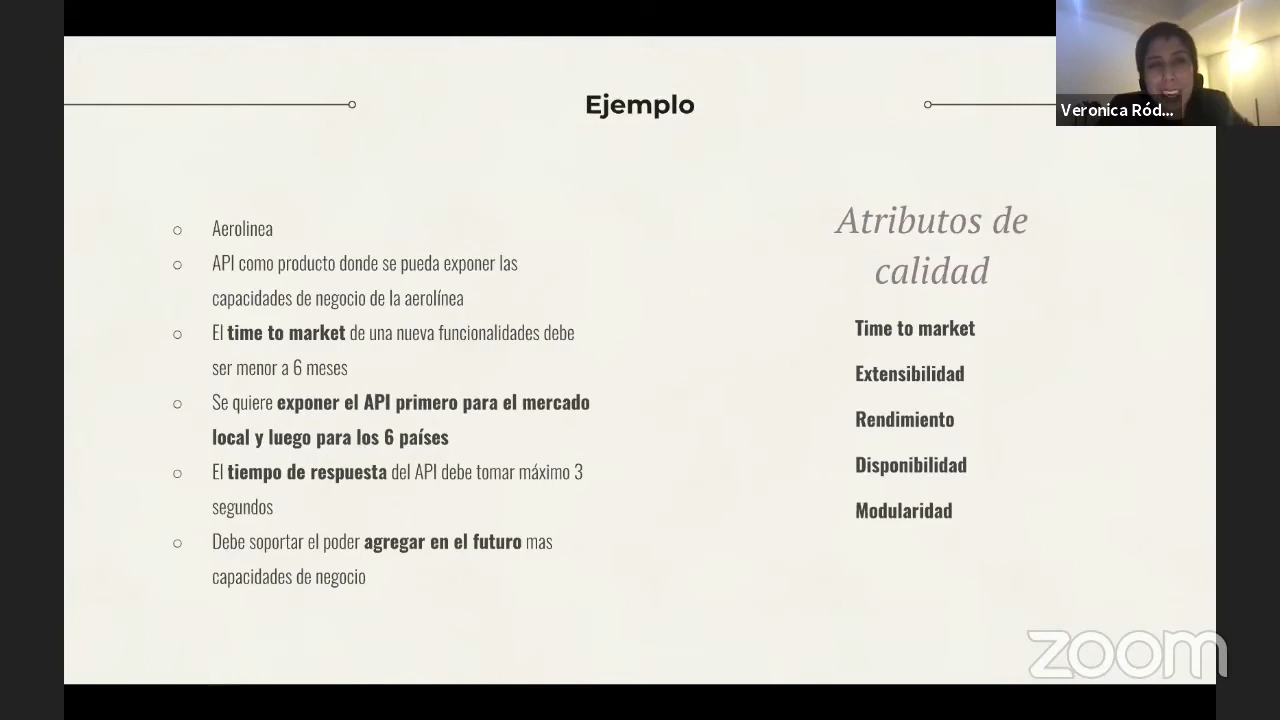 Ejemplo
Veronica Ród...
Aerolinea
API como producto donde se pueda exponer las
capacidades de negocio de la aerolínea
El time to market de una nueva funcionalidades debe
ser menor a 6 meses
Se quiere exponer el API primero para el mercado
local y luego para los 6 países
El tiempo de respuesta del API debe tomar máximo 3
segundos
Debe soportar el poder agregar en el futuro mas
capacidades de negocio
Atributos de
calidad
Time to market
Extensibilidad
Rendimiento
Disponibilidad
Modularidad
zoom